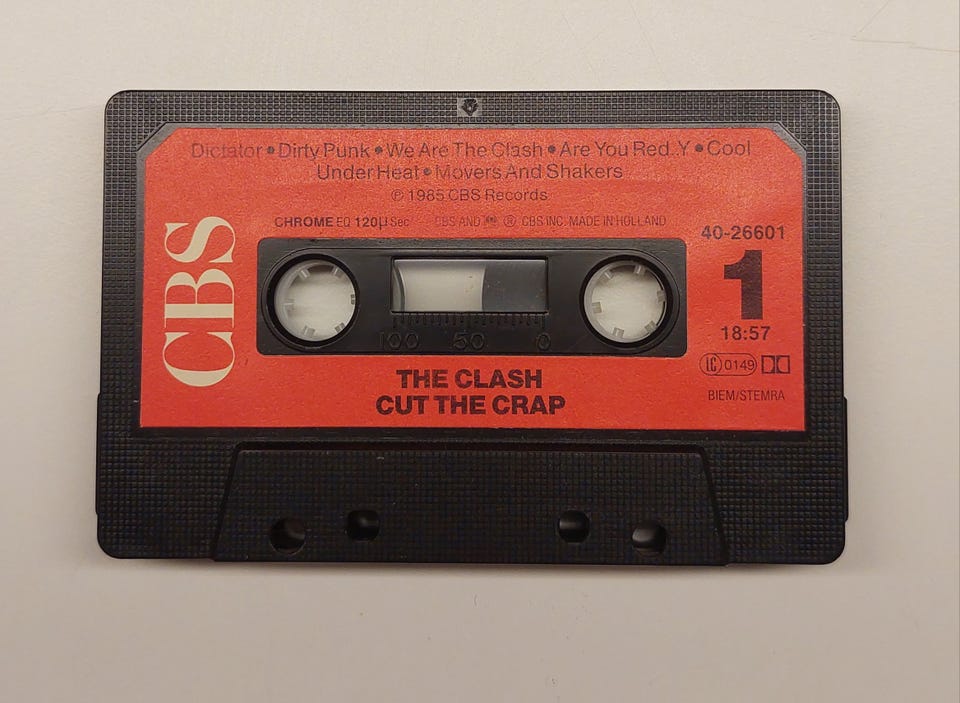 Dictator • Dirty Punk • We Are The Clash • Are You Red..Y • Cool
Under Heat • Movers And Shakers
℗ 1985 CBS Records
CHROME EQ 120µ Sec
CBS AND ® CBS INC. MADE IN HOLLAND
40-26601
CBS
1
18:57
100 50 0
LC 0149
THE CLASH
CUT THE CRAP
BIEM/STEMRA